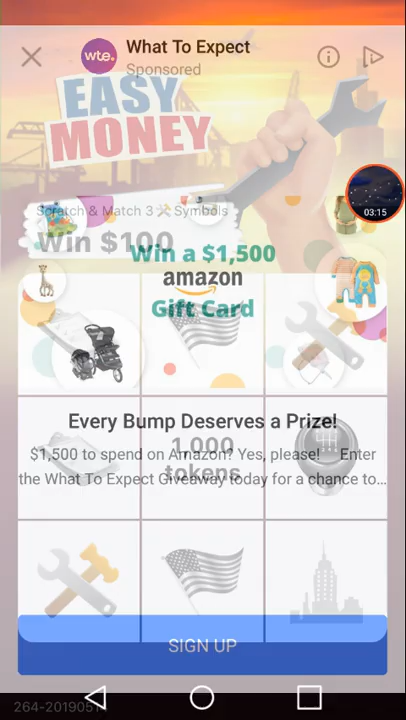 wte.
What To Expect
Sponsored
EASY
MONEY
03:15
Scratch & Match 3 Symbols
Win $100
Win a $1,500
amazon
Gift Card
Every Bump Deserves a Prize!
1,000
tokens
$1,500 to spend on Amazon? Yes, please! Enter
the What To Expect Giveaway today for a chance to...
SIGN UP
264-201905